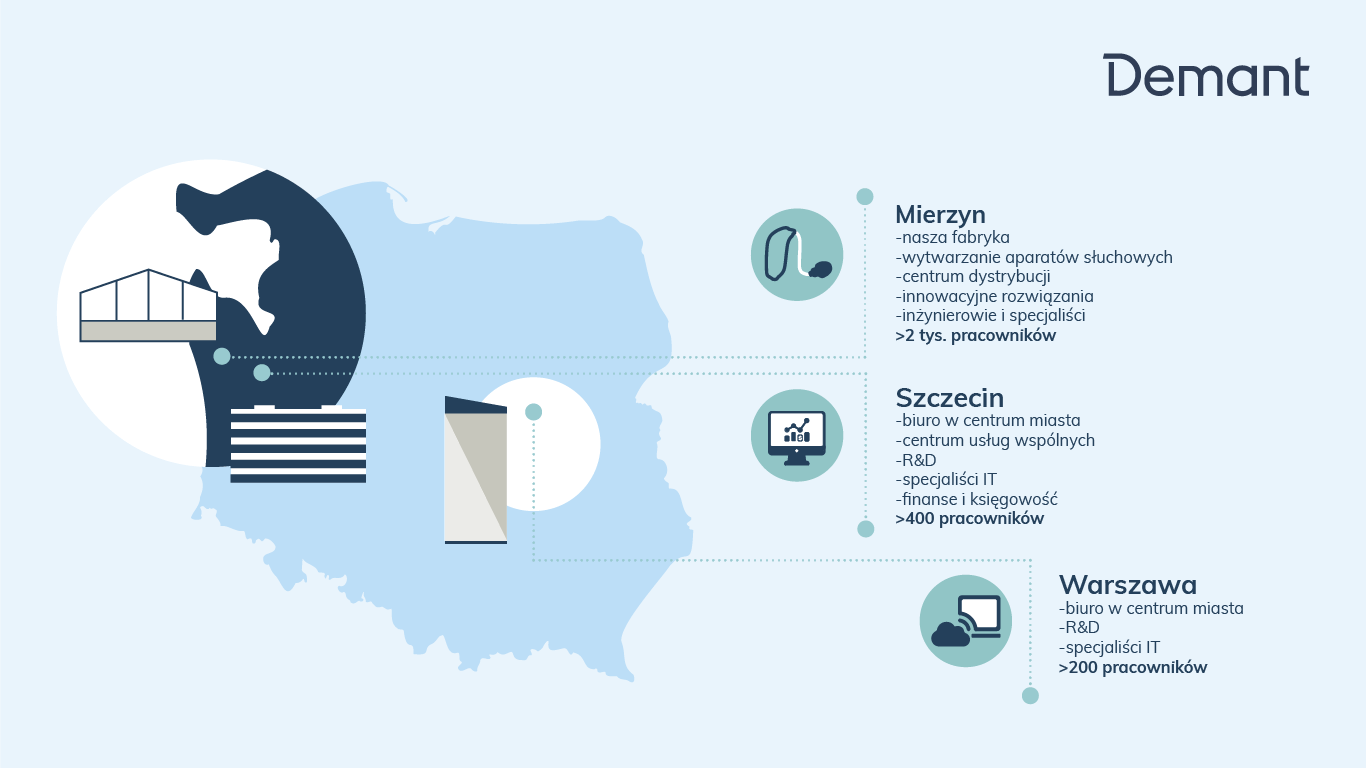 Demant
Mierzyn
-nasza fabryka
-wytwarzanie aparatów słuchowych
-centrum dystrybucji
-innowacyjne rozwiązania
-inżynierowie i specjaliści
>2 tys. pracowników
Szczecin
-biuro w centrum miasta
-centrum usług wspólnych
-R&D
-specjaliści IT
-finanse i księgowość
>400 pracowników
Warszawa
-biuro w centrum miasta
-R&D
-specjaliści IT
>200 pracowników